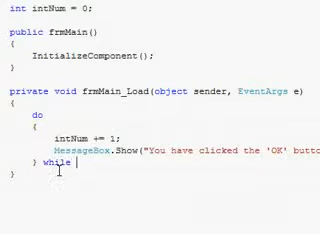 int intNum = 0;
public frmMain()
{
InitializeComponent();
}
private void frmMain_Load(object sender, EventArgs e)
{
do
{
intNum += 1;
MessageBox.Show("You have clicked the 'OK' butto
} while
}